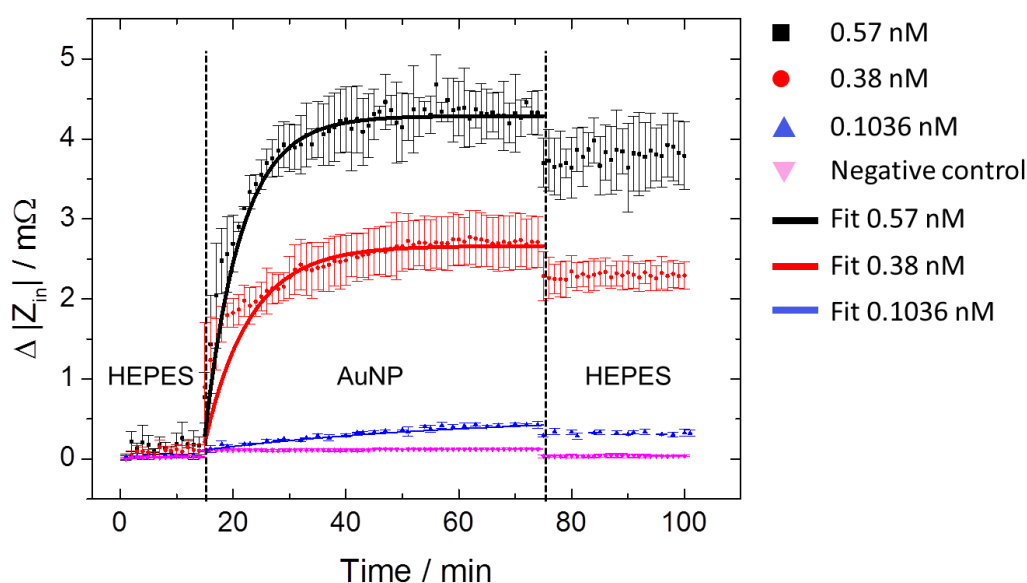 5
4
3
2
1
0
Δ |Z_in| / mΩ
HEPES
AuNP
HEPES
0
20
40
60
80
100
Time / min
0.57 nM
0.38 nM
0.1036 nM
Negative control
Fit 0.57 nM
Fit 0.38 nM
Fit 0.1036 nM